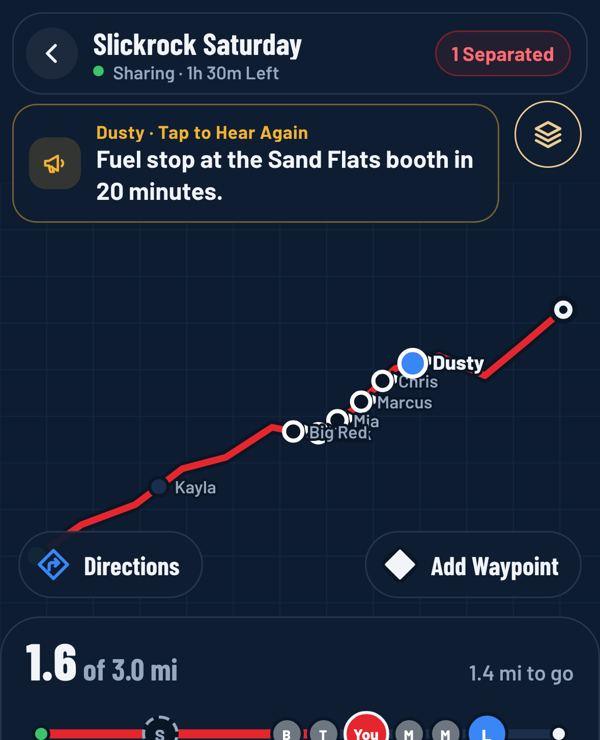 Slickrock Saturday
Sharing · 1h 30m Left
1 Separated
Dusty · Tap to Hear Again
Fuel stop at the Sand Flats booth in
20 minutes.
Dusty
Chris
Marcus
Mia
Big Red
Kayla
Directions
Add Waypoint
1.6 of 3.0 mi
1.4 mi to go
S B T You M M L